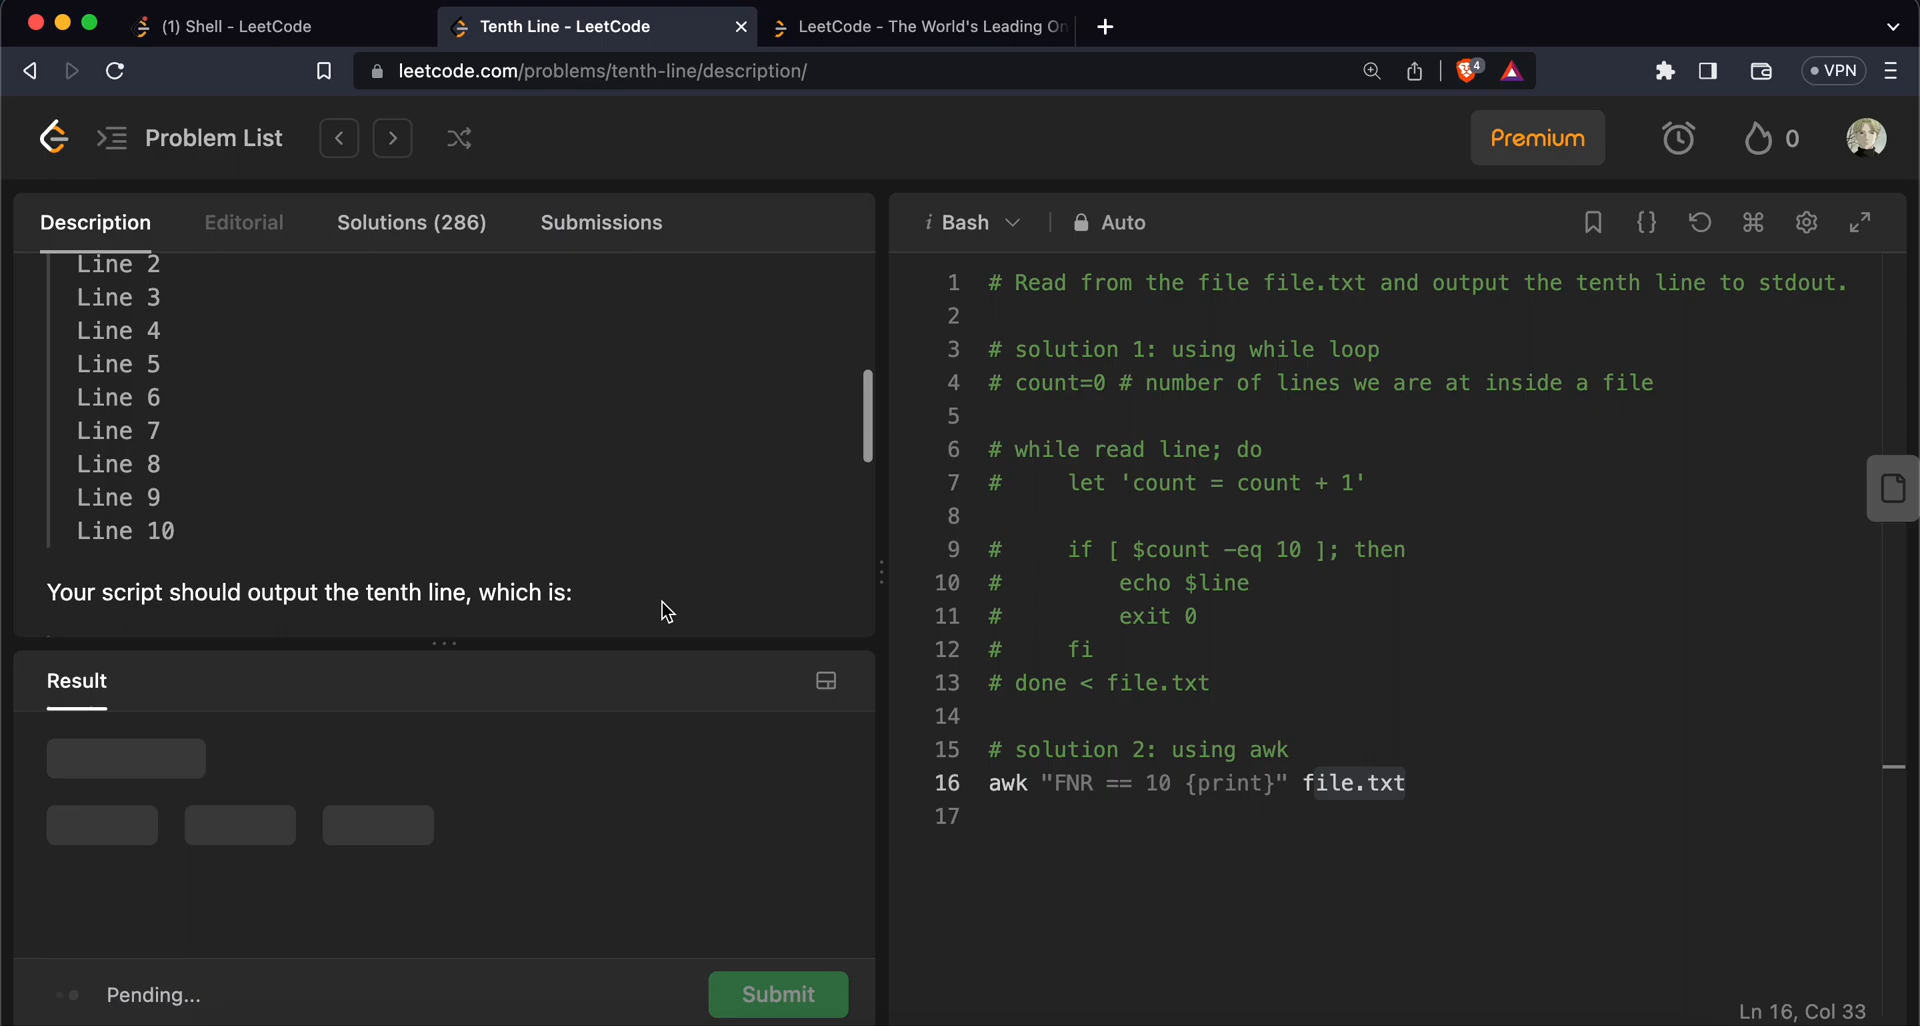 (1) Shell - LeetCode
Tenth Line - LeetCode
LeetCode - The World's Leading On
leetcode.com/problems/tenth-line/description/
4
VPN
Problem List
Premium
0
Description
Editorial
Solutions (286)
Submissions
Line 2
Line 3
Line 4
Line 5
Line 6
Line 7
Line 8
Line 9
Line 10
Your script should output the tenth line, which is:
Result
Pending...
Submit
i Bash
Auto
1 # Read from the file file.txt and output the tenth line to stdout.
2
3 # solution 1: using while loop
4 # count=0 # number of lines we are at inside a file
5
6 # while read line; do
7 #     let 'count = count + 1'
8
9 #     if [ $count -eq 10 ]; then
10 #         echo $line
11 #         exit 0
12 #     fi
13 # done < file.txt
14
15 # solution 2: using awk
16 awk "FNR == 10 {print}" file.txt
17
Ln 16, Col 33